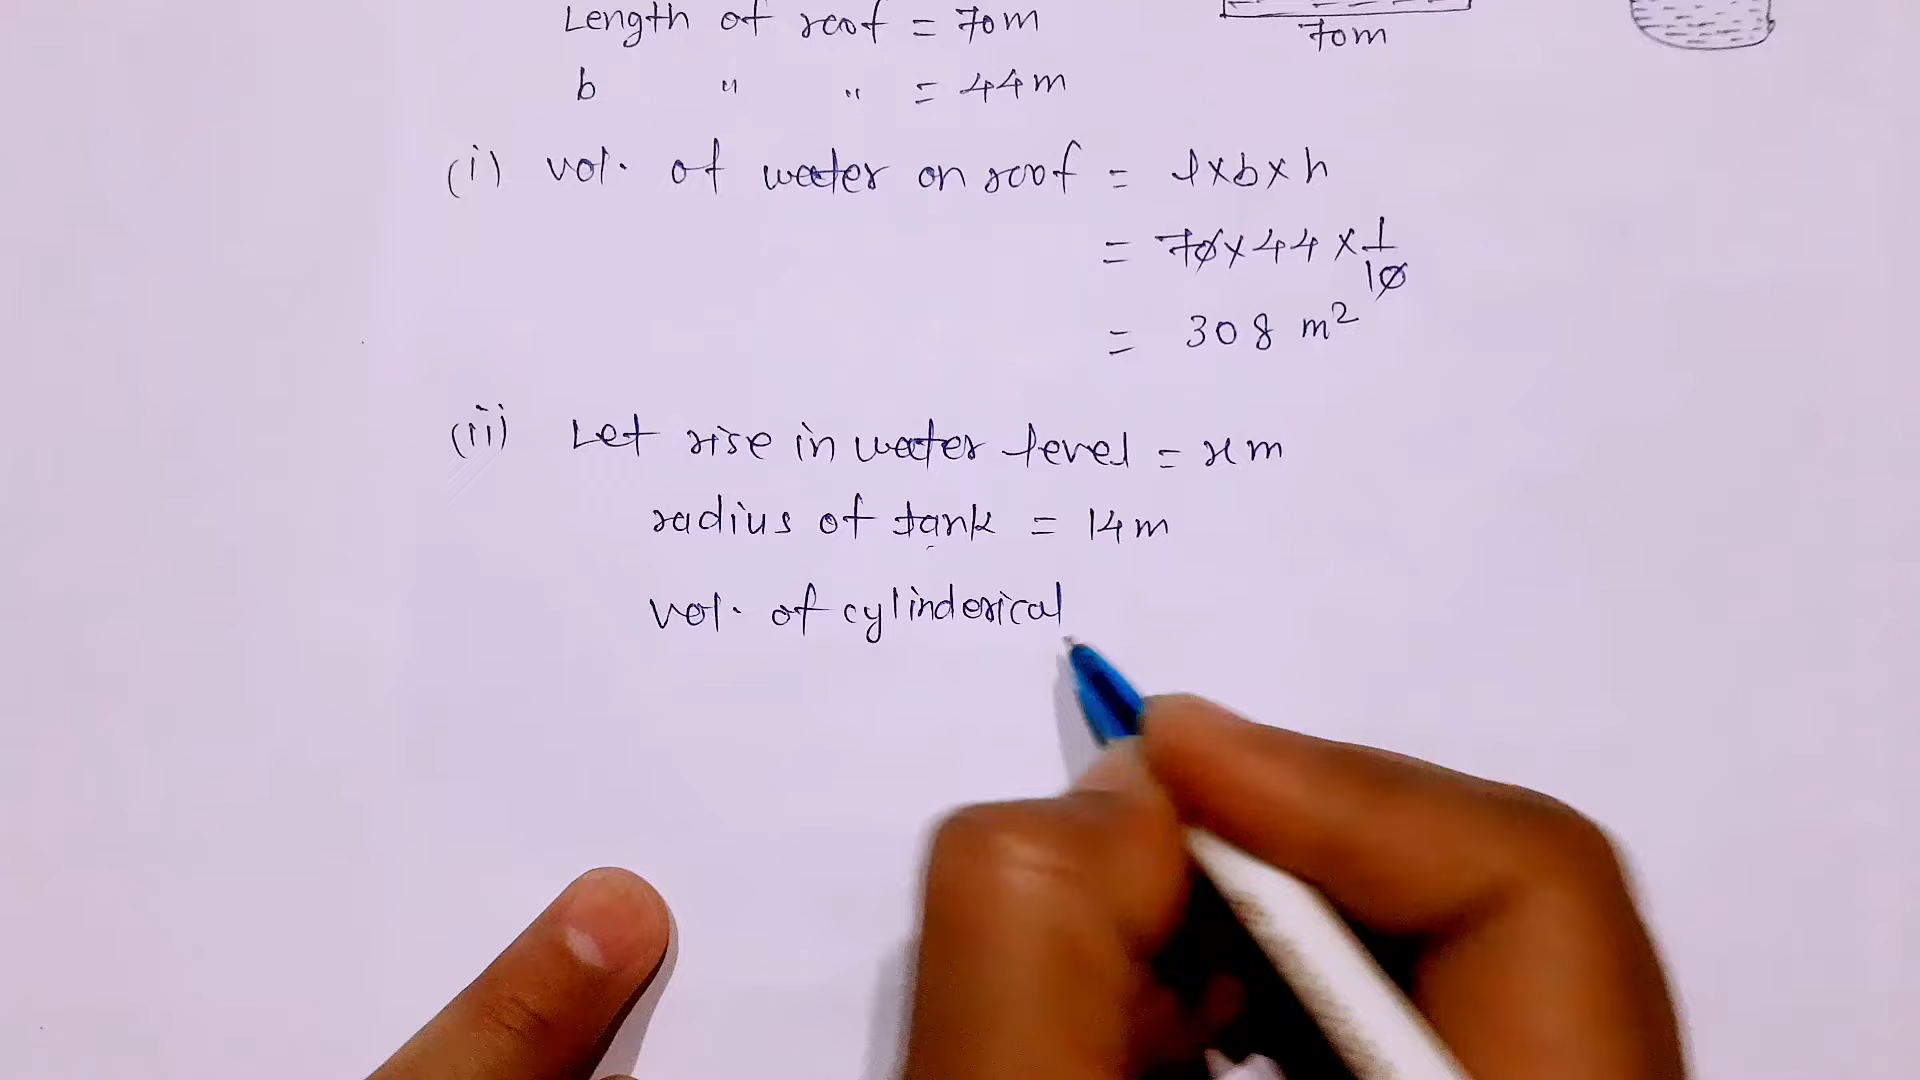 Length of roof = 70m
70m
b " " = 44m
(i) vol. of water on roof = l×b×h
= 70×44×1/10
= 308 m²
(ii) Let rise in water level = x m
radius of tank = 14m
vol. of cylinderical